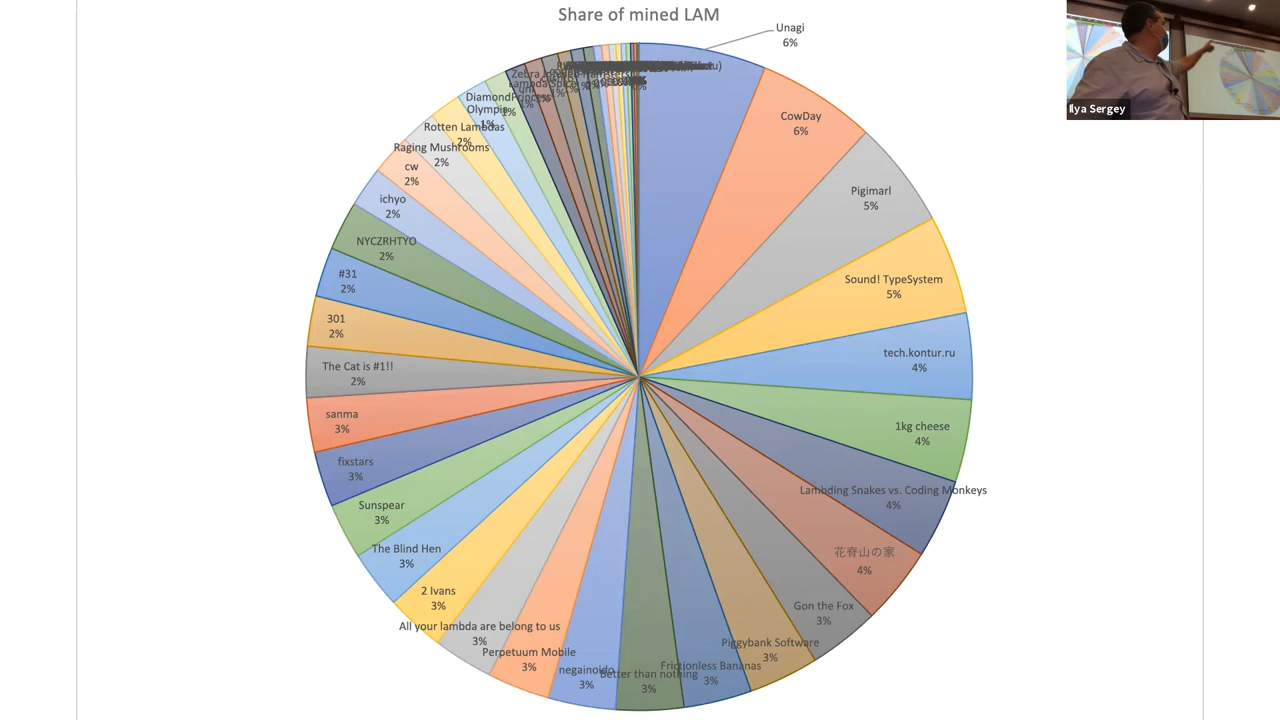 Share of mined LAM
Unagi
6%
CowDay
6%
Pigimarl
5%
Sound! TypeSystem
5%
tech.kontur.ru
4%
1kg cheese
4%
Lambding Snakes vs. Coding Monkeys
4%
花脊山の家
4%
Gon the Fox
3%
Piggybank Software
3%
Frictionless Bananas
3%
Better than nothing
3%
negainoido
3%
Perpetuum Mobile
3%
All your lambda are belong to us
3%
2 Ivans
3%
The Blind Hen
3%
Sunspear
3%
fixstars
3%
sanma
3%
The Cat is #1!!
2%
301
2%
#31
2%
NYCZRHTYO
2%
ichyo
2%
cw
2%
Raging Mushrooms
2%
Rotten Lambdas
2%
Olympia
1%
DiamondPrincess
1%
Ilya Sergey